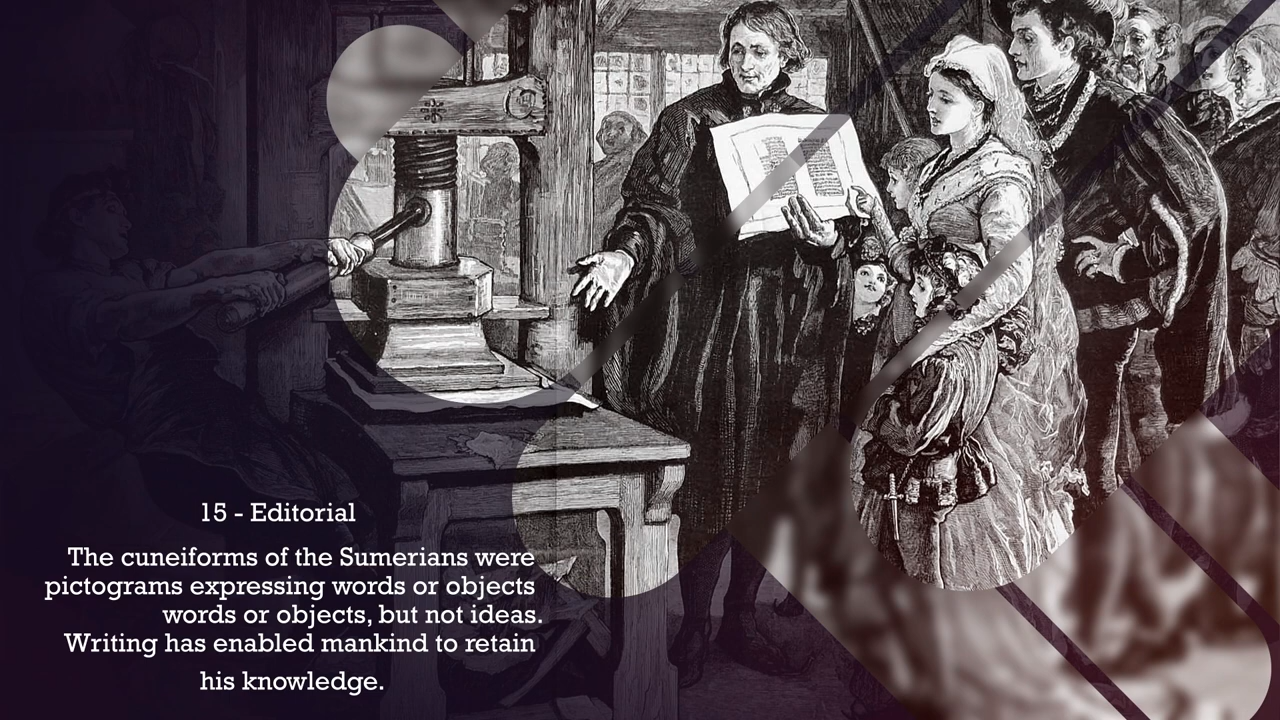 15 - Editorial
The cuneiforms of the Sumerians were
pictograms expressing words or objects
words or objects, but not ideas.
Writing has enabled mankind to retain
his knowledge.